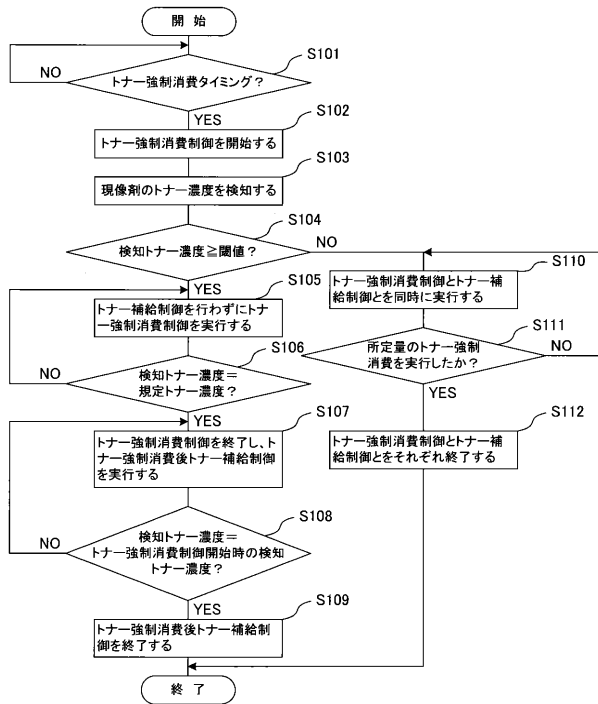 開 始
S101
トナー強制消費タイミング？
NO
YES
S102
トナー強制消費制御を開始する
S103
現像剤のトナー濃度を検知する
S104
検知トナー濃度≧閾値？
NO
YES
S105
トナー補給制御を行わずにトナ
ー強制消費制御を実行する
S106
検知トナー濃度＝
規定トナー濃度？
NO
YES
S107
トナー強制消費制御を終了し、ト
ナー強制消費後トナー補給制御
を実行する
S108
検知トナー濃度＝
トナー強制消費制御開始時の検知
トナー濃度？
NO
YES
S109
トナー強制消費後トナー補給制
御を終了する
S110
トナー強制消費制御とトナー補
給制御とを同時に実行する
S111
所定量のトナー強制
消費を実行したか？
NO
YES
S112
トナー強制消費制御とトナー補
給制御とをそれぞれ終了する
終 了